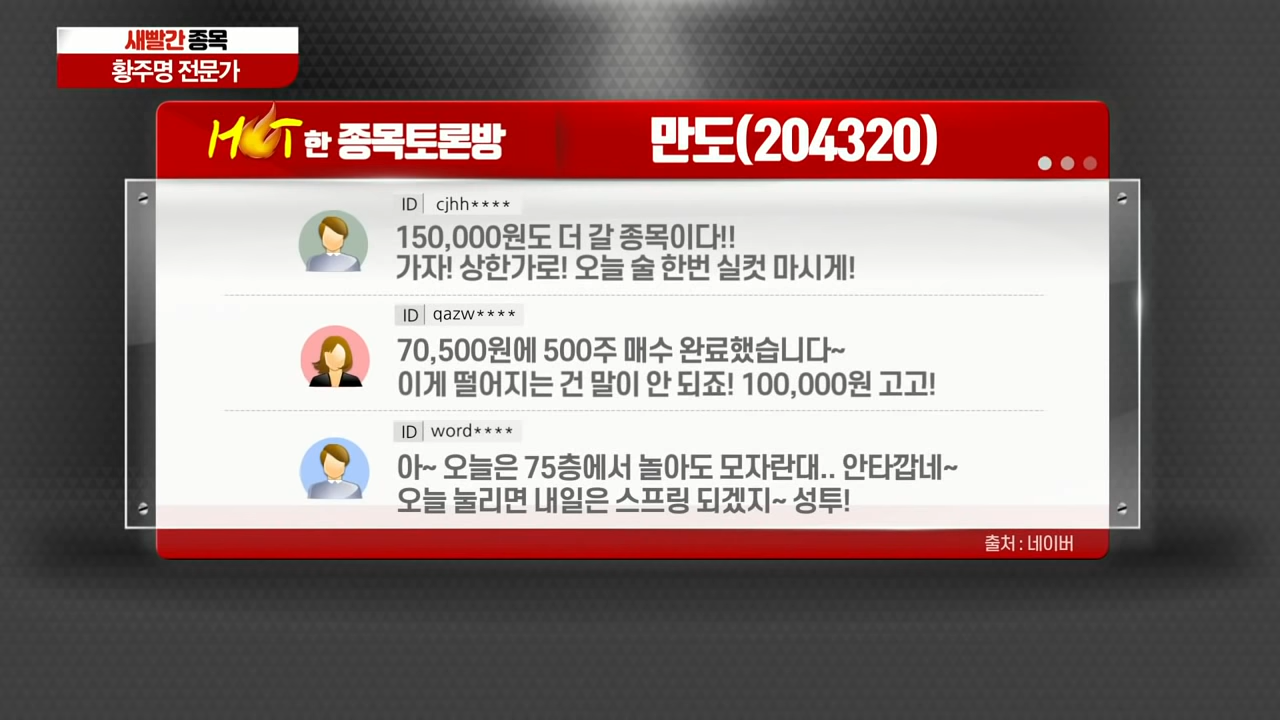 새빨간 종목
황주명 전문가
HOT한 종목토론방
만도(204320)
ID cjhh****
150,000원도 더 갈 종목이다!!
가자! 상한가로! 오늘 술 한번 실컷 마시게!
ID qazw****
70,500원에 500주 매수 완료했습니다~
이게 떨어지는 건 말이 안 되죠! 100,000원 고고!
ID word****
아~ 오늘은 75층에서 놀아도 모자란대.. 안타깝네~
오늘 눌리면 내일은 스프링 되겠지~ 성투!
출처 : 네이버